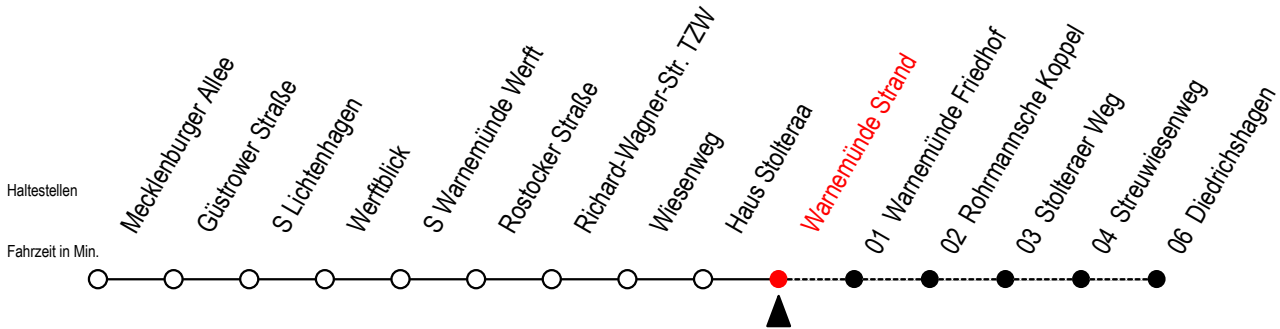 Haltestellen
Fahrzeit in Min.
Mecklenburger Allee
Güstrower Straße
S Lichtenhagen
Werftblick
S Warnemünde Werft
Rostocker Straße
Richard-Wagner-Str. TZW
Wiesenweg
Haus Stolteraa
Warnemünde Strand
01 Warnemünde Friedhof
02 Rohrmannsche Koppel
03 Stolteraer Weg
04 Streuwiesenweg
06 Diedrichshagen